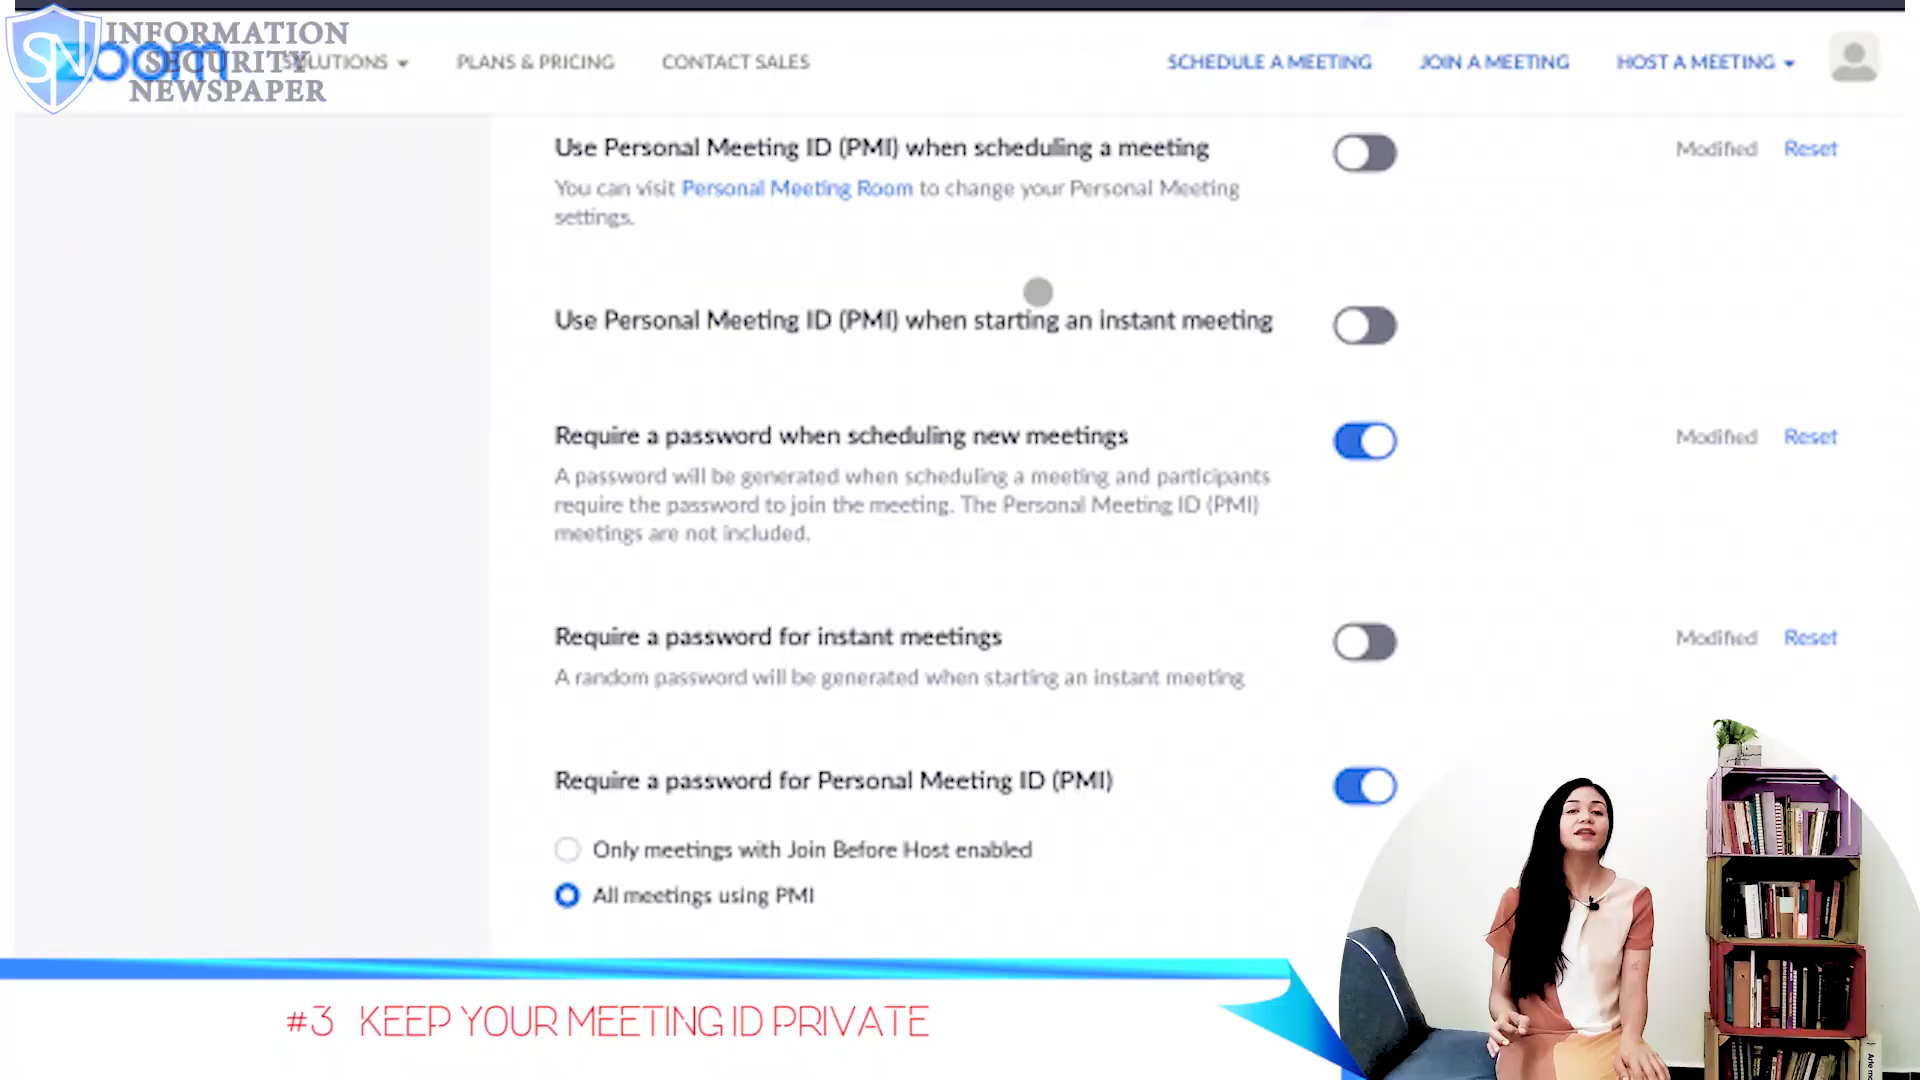 INFORMATION
SECURITY
NEWSPAPER
SN
zoom
SOLUTIONS
PLANS & PRICING
CONTACT SALES
SCHEDULE A MEETING
JOIN A MEETING
HOST A MEETING
Use Personal Meeting ID (PMI) when scheduling a meeting
Modified Reset
You can visit Personal Meeting Room to change your Personal Meeting
settings.
Use Personal Meeting ID (PMI) when starting an instant meeting
Require a password when scheduling new meetings
Modified Reset
A password will be generated when scheduling a meeting and participants
require the password to join the meeting. The Personal Meeting ID (PMI)
meetings are not included.
Require a password for instant meetings
Modified Reset
A random password will be generated when starting an instant meeting
Require a password for Personal Meeting ID (PMI)
Only meetings with Join Before Host enabled
All meetings using PMI
#3 KEEP YOUR MEETING ID PRIVATE